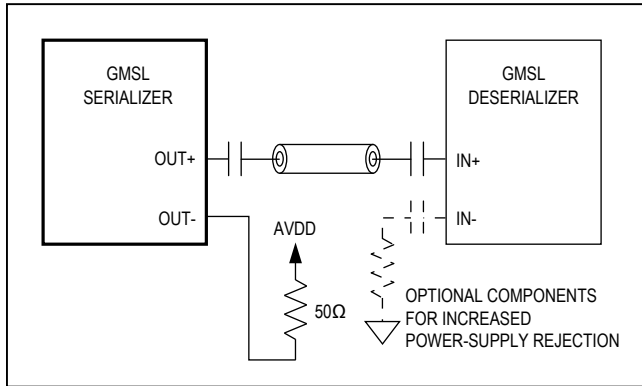 GMSL
SERIALIZER
GMSL
DESERIALIZER
OUT+
IN+
OUT-
IN-
AVDD
50Ω
OPTIONAL COMPONENTS
FOR INCREASED
POWER-SUPPLY REJECTION